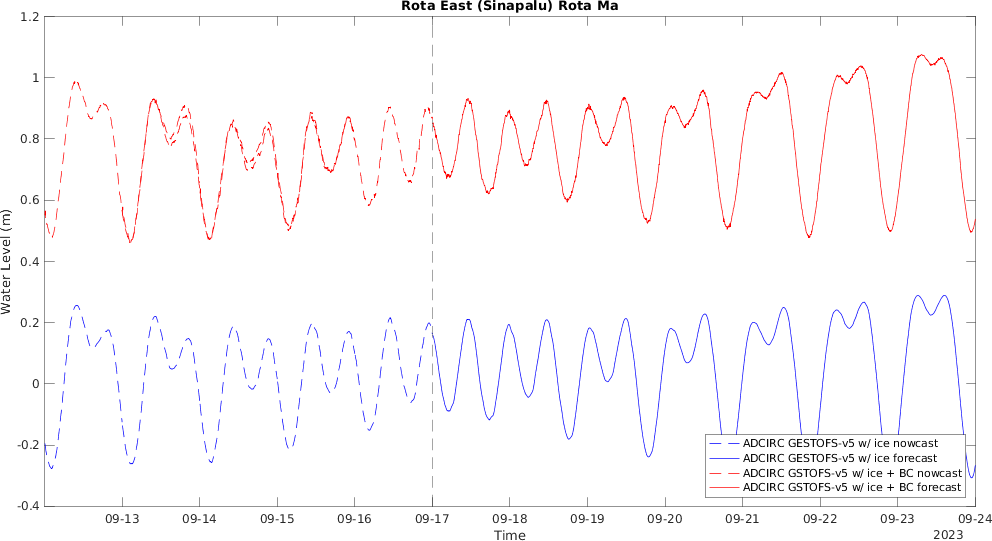 Rota East (Sinapalu) Rota Ma
1.2
1
0.8
0.6
0.4
0.2
0
-0.2
-0.4
Water Level (m)
ADCIRC GESTOFS-v5 w/ ice nowcast
ADCIRC GESTOFS-v5 w/ ice forecast
ADCIRC GSTOFS-v5 w/ ice + BC nowcast
ADCIRC GSTOFS-v5 w/ ice + BC forecast
09-13 09-14 09-15 09-16 09-17 09-18 09-19 09-20 09-21 09-22 09-23 09-24
Time
2023